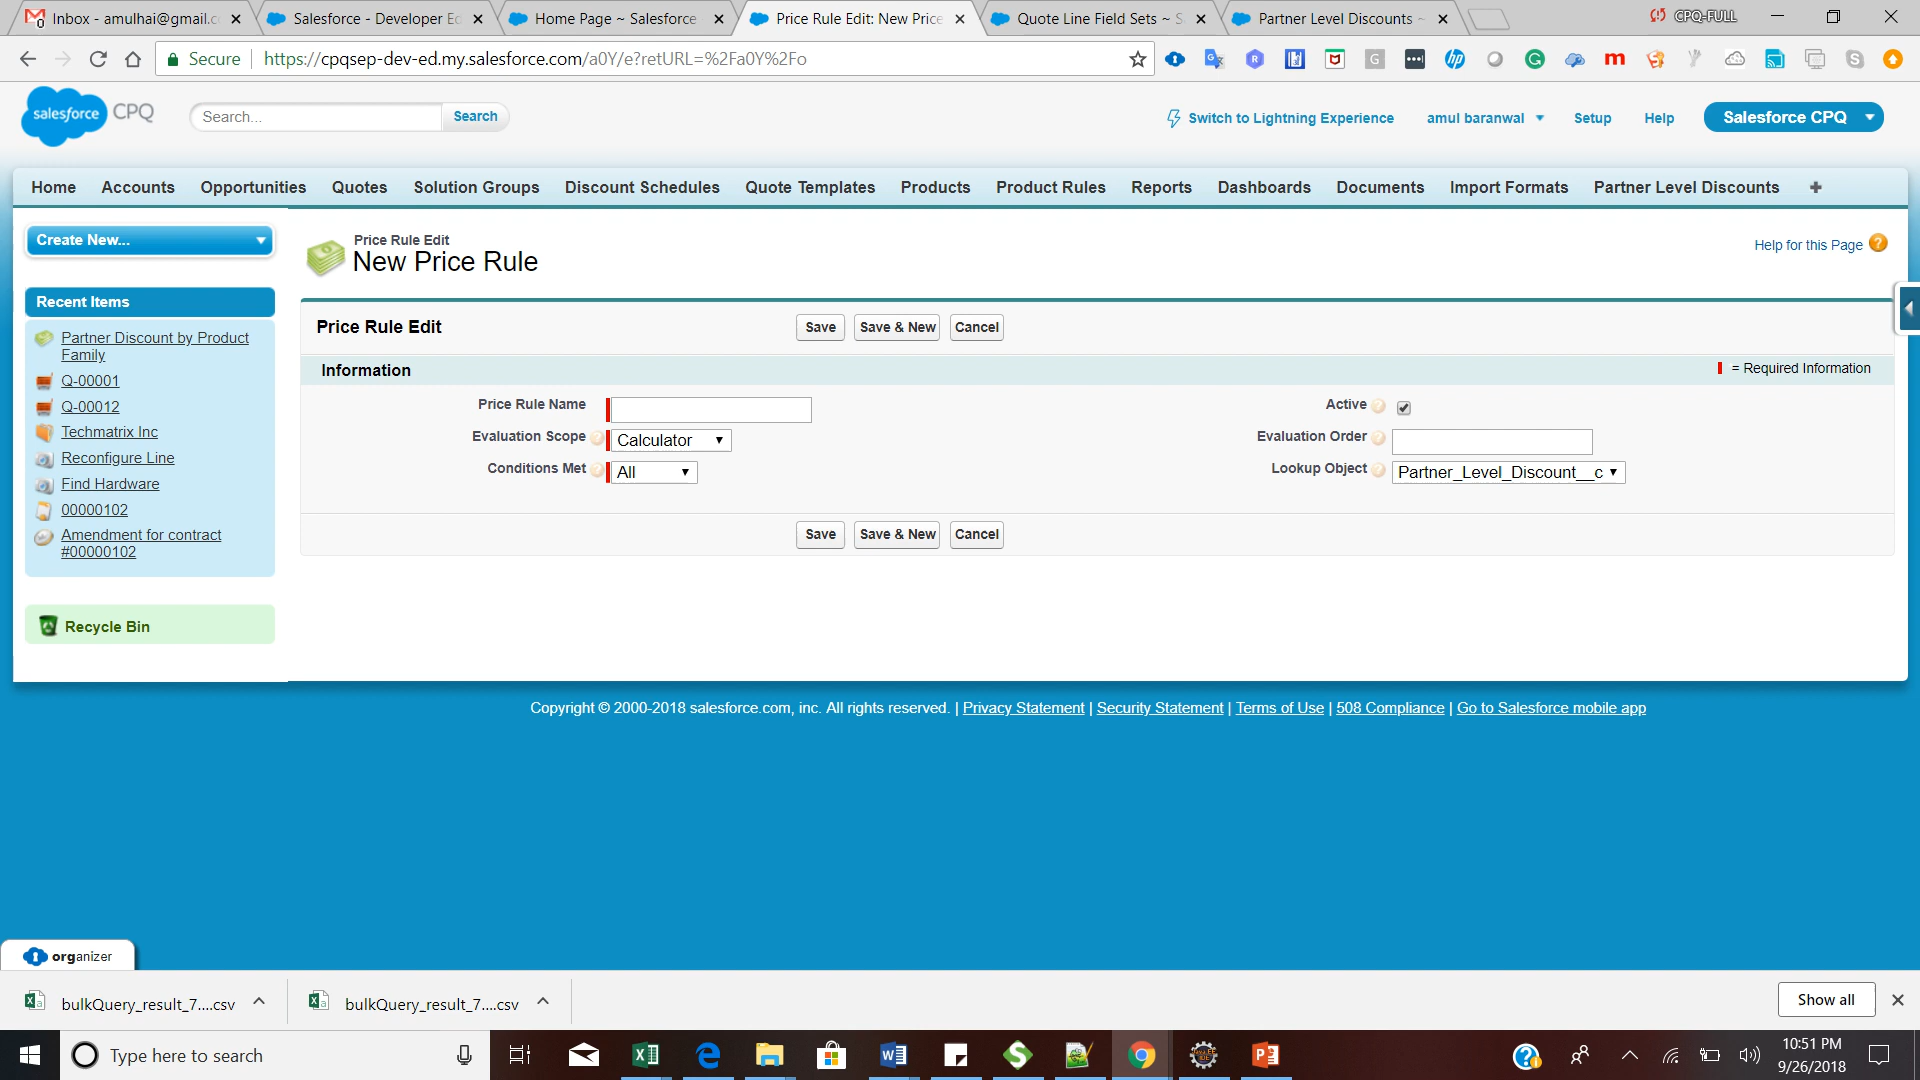 Inbox - amulhai@gmail.c
Salesforce - Developer Ec
Home Page ~ Salesforce
Price Rule Edit: New Price
Quote Line Field Sets ~ S
Partner Level Discounts ~
CPQ-FULL
Secure
https://cpqsep-dev-ed.my.salesforce.com/a0Y/e?retURL=%2Fa0Y%2Fo
salesforce CPQ
Search...
Search
Switch to Lightning Experience
amul baranwal
Setup
Help
Salesforce CPQ
Home
Accounts
Opportunities
Quotes
Solution Groups
Discount Schedules
Quote Templates
Products
Product Rules
Reports
Dashboards
Documents
Import Formats
Partner Level Discounts
Create New...
Recent Items
Partner Discount by Product
Family
Q-00001
Q-00012
Techmatrix Inc
Reconfigure Line
Find Hardware
00000102
Amendment for contract
#00000102
Recycle Bin
Price Rule Edit
New Price Rule
Help for this Page
Price Rule Edit
Save
Save & New
Cancel
Information
= Required Information
Price Rule Name
Active
Evaluation Scope
Calculator
Evaluation Order
Conditions Met
All
Lookup Object
Partner_Level_Discount__c
Save
Save & New
Cancel
Copyright © 2000-2018 salesforce.com, inc. All rights reserved. | Privacy Statement | Security Statement | Terms of Use | 508 Compliance | Go to Salesforce mobile app
organizer
bulkQuery_result_7....csv
bulkQuery_result_7....csv
Show all
Type here to search
10:51 PM
9/26/2018